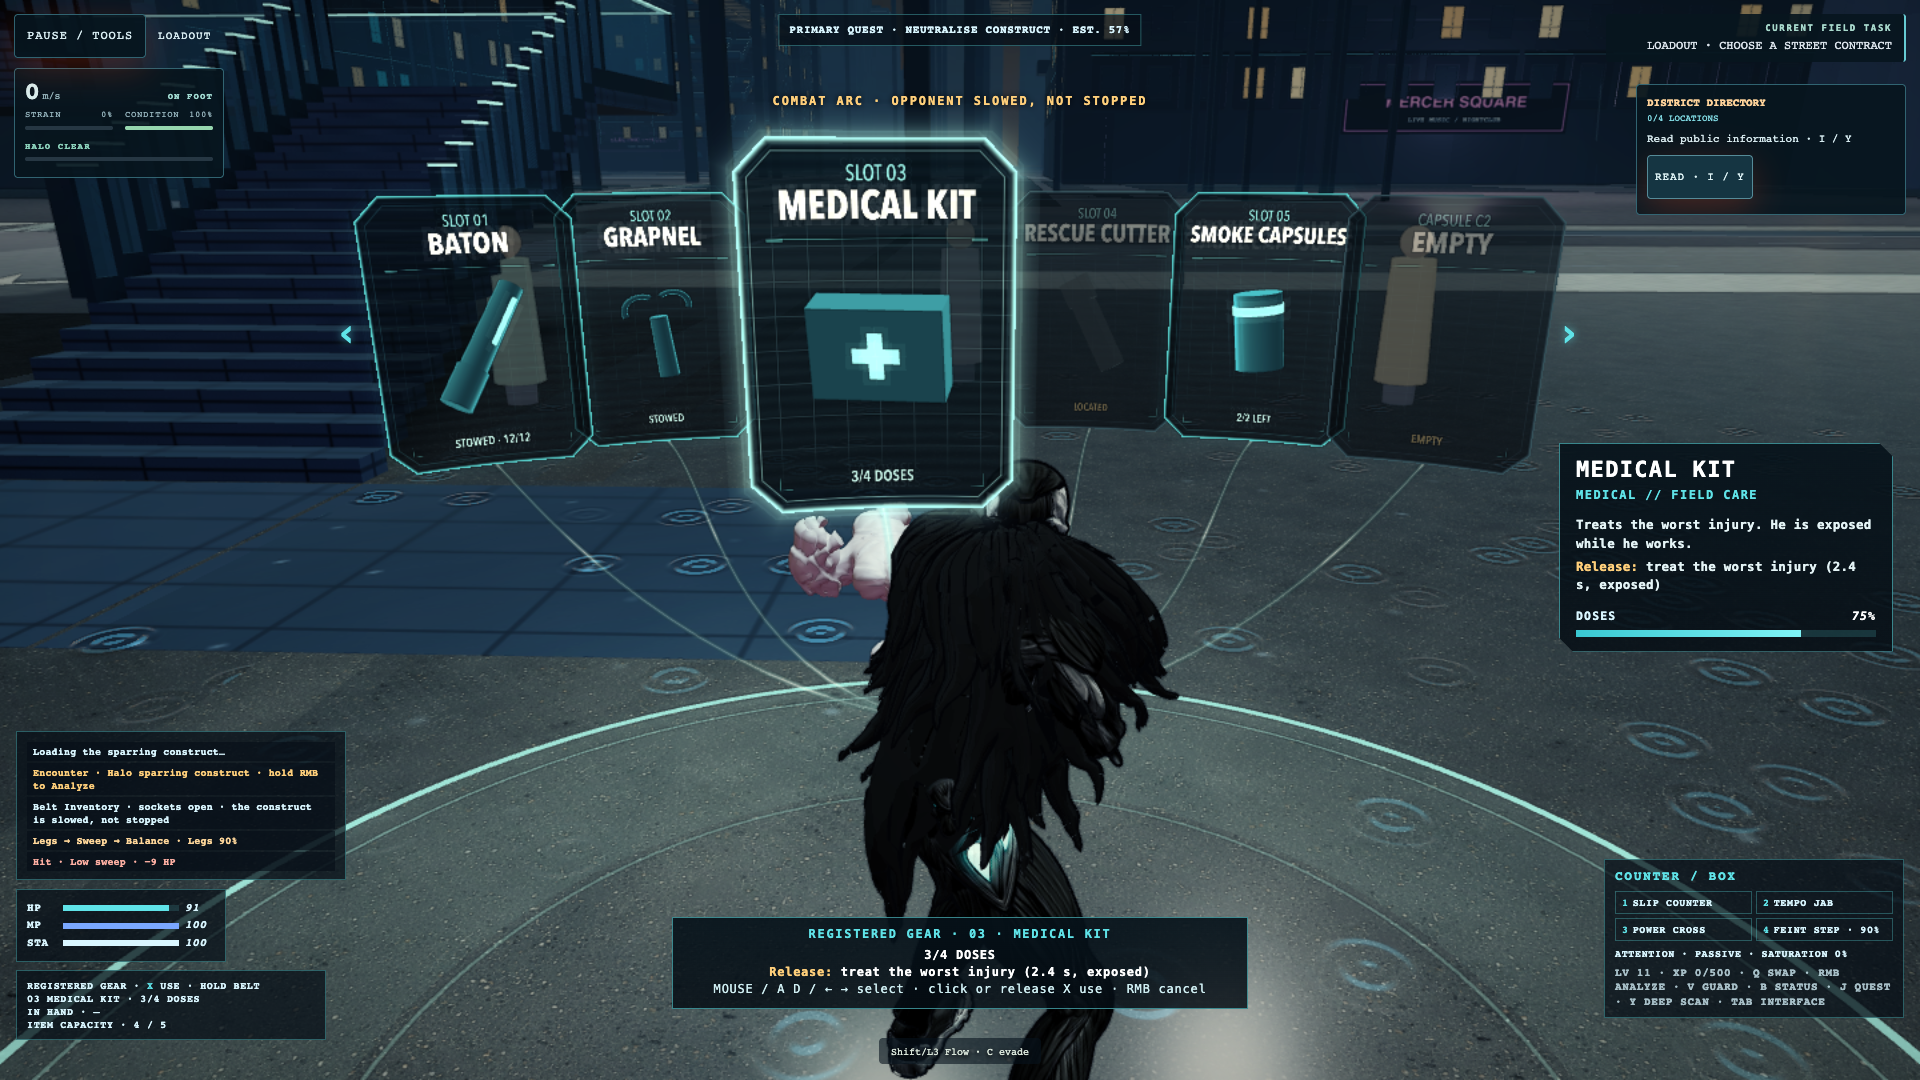 PAUSE / TOOLS
LOADOUT
PRIMARY QUEST · NEUTRALISE CONSTRUCT · EST. 57%
CURRENT FIELD TASK
LOADOUT · CHOOSE A STREET CONTRACT
0 m/s
ON FOOT
STRAIN 0%
CONDITION 100%
HALO CLEAR
COMBAT ARC · OPPONENT SLOWED, NOT STOPPED
MERCER SQUARE
LIVE MUSIC / NIGHTCLUB
DISTRICT DIRECTORY
0/4 LOCATIONS
Read public information · I / Y
READ · I / Y
SLOT 01
BATON
STOWED · 12/12
SLOT 02
GRAPNEL
STOWED
SLOT 03
MEDICAL KIT
3/4 DOSES
SLOT 04
RESCUE CUTTER
LOCATED
SLOT 05
SMOKE CAPSULES
2/2 LEFT
CAPSULE C2
EMPTY
EMPTY
‹
›
MEDICAL KIT
MEDICAL // FIELD CARE
Treats the worst injury. He is exposed
while he works.
Release: treat the worst injury (2.4
s, exposed)
DOSES 75%
Loading the sparring construct…
Encounter · Halo sparring construct · hold RMB
to Analyze
Belt Inventory · sockets open · the construct
is slowed, not stopped
Legs → Sweep → Balance · Legs 90%
Hit · Low sweep · −9 HP
HP 91
MP 100
STA 100
REGISTERED GEAR · X USE · HOLD BELT
03 MEDICAL KIT · 3/4 DOSES
IN HAND · —
ITEM CAPACITY · 4 / 5
REGISTERED GEAR · 03 · MEDICAL KIT
3/4 DOSES
Release: treat the worst injury (2.4 s, exposed)
MOUSE / A D / ← → select · click or release X use · RMB cancel
Shift/L3 Flow · C evade
COUNTER / BOX
1 SLIP COUNTER
2 TEMPO JAB
3 POWER CROSS
4 FEINT STEP · 90%
ATTENTION · PASSIVE · SATURATION 0%
LV 11 · XP 0/500 · Q SWAP · RMB
ANALYZE · V GUARD · B STATUS · J QUEST
· Y DEEP SCAN · TAB INTERFACE